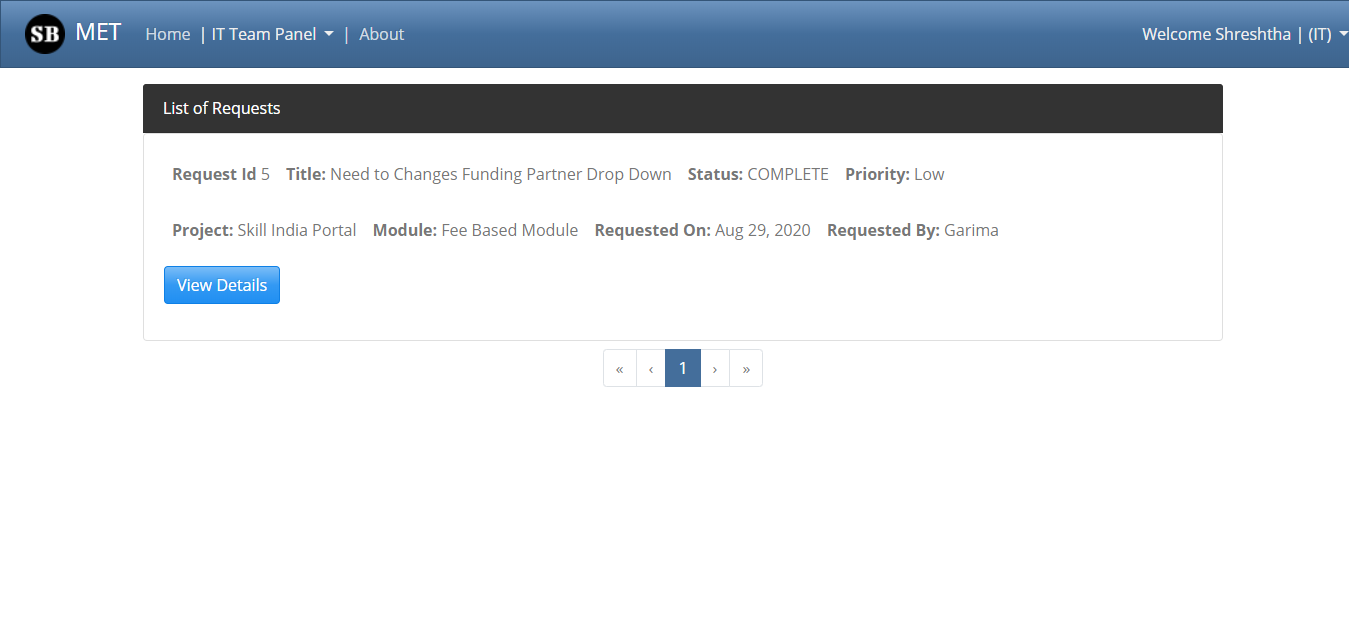 SB MET Home | IT Team Panel | About Welcome Shreshtha | (IT)
List of Requests
Request Id 5 Title: Need to Changes Funding Partner Drop Down Status: COMPLETE Priority: Low
Project: Skill India Portal Module: Fee Based Module Requested On: Aug 29, 2020 Requested By: Garima
View Details
« ‹ 1 › »